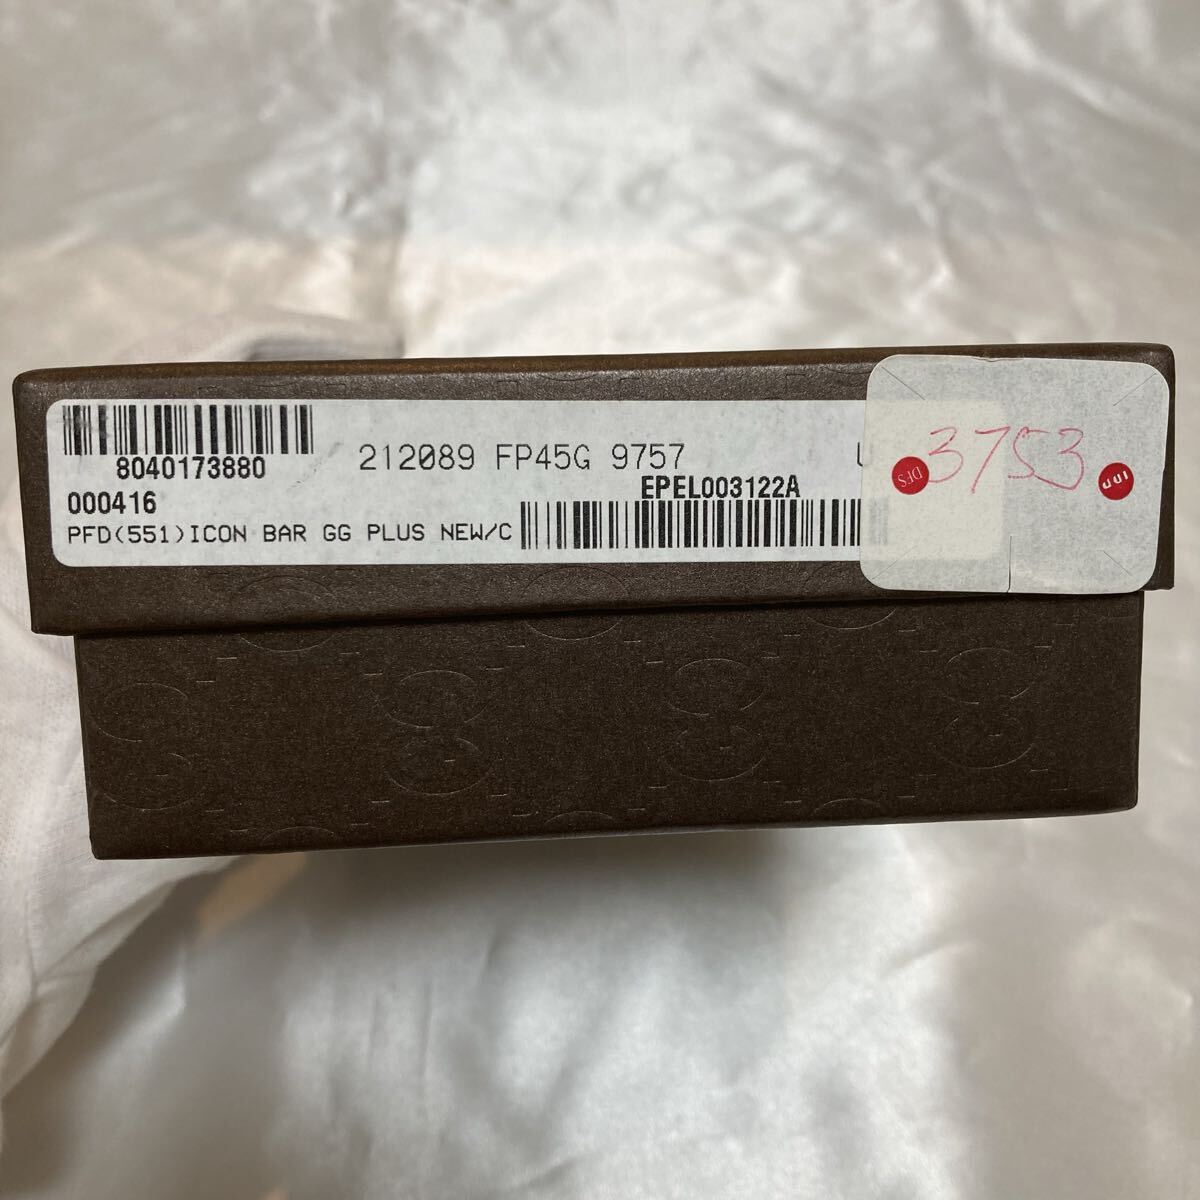 8040173880
212089 FP45G 9757 U
000416
EPEL003122A
PFD(551)ICON BAR GG PLUS NEW/C
3753
DFS